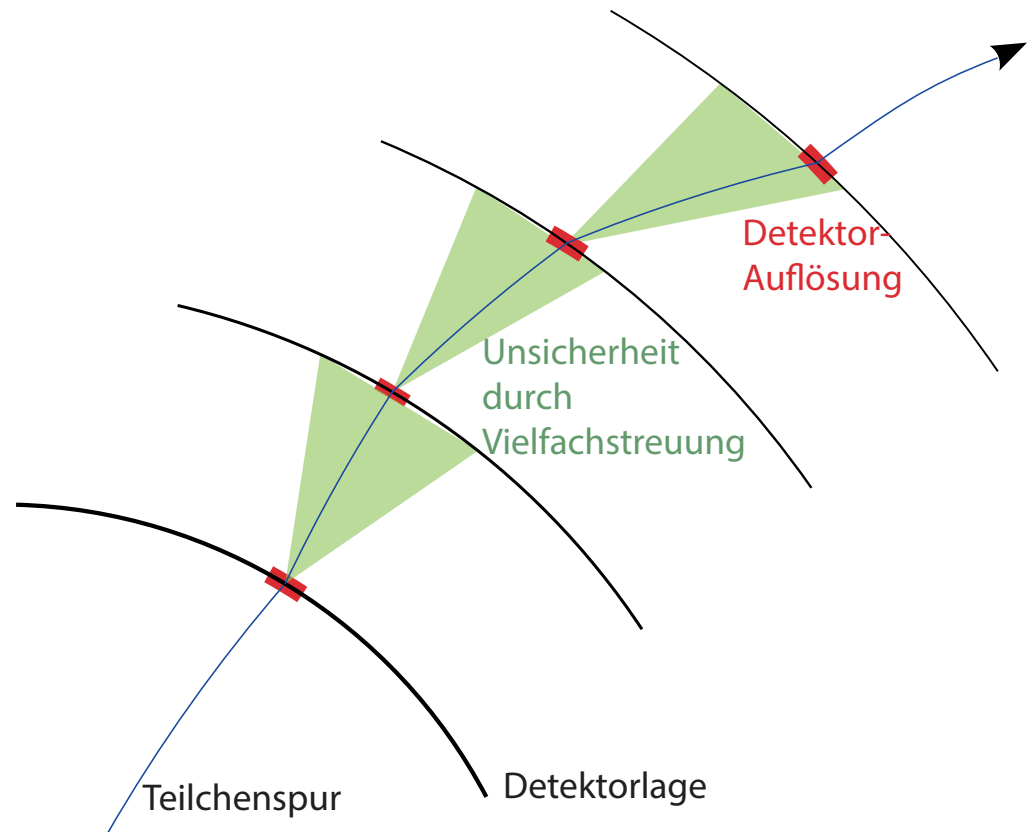 Detektor-
Auflösung
Unsicherheit
durch
Vielfachstreuung
Teilchenspur
Detektorlage